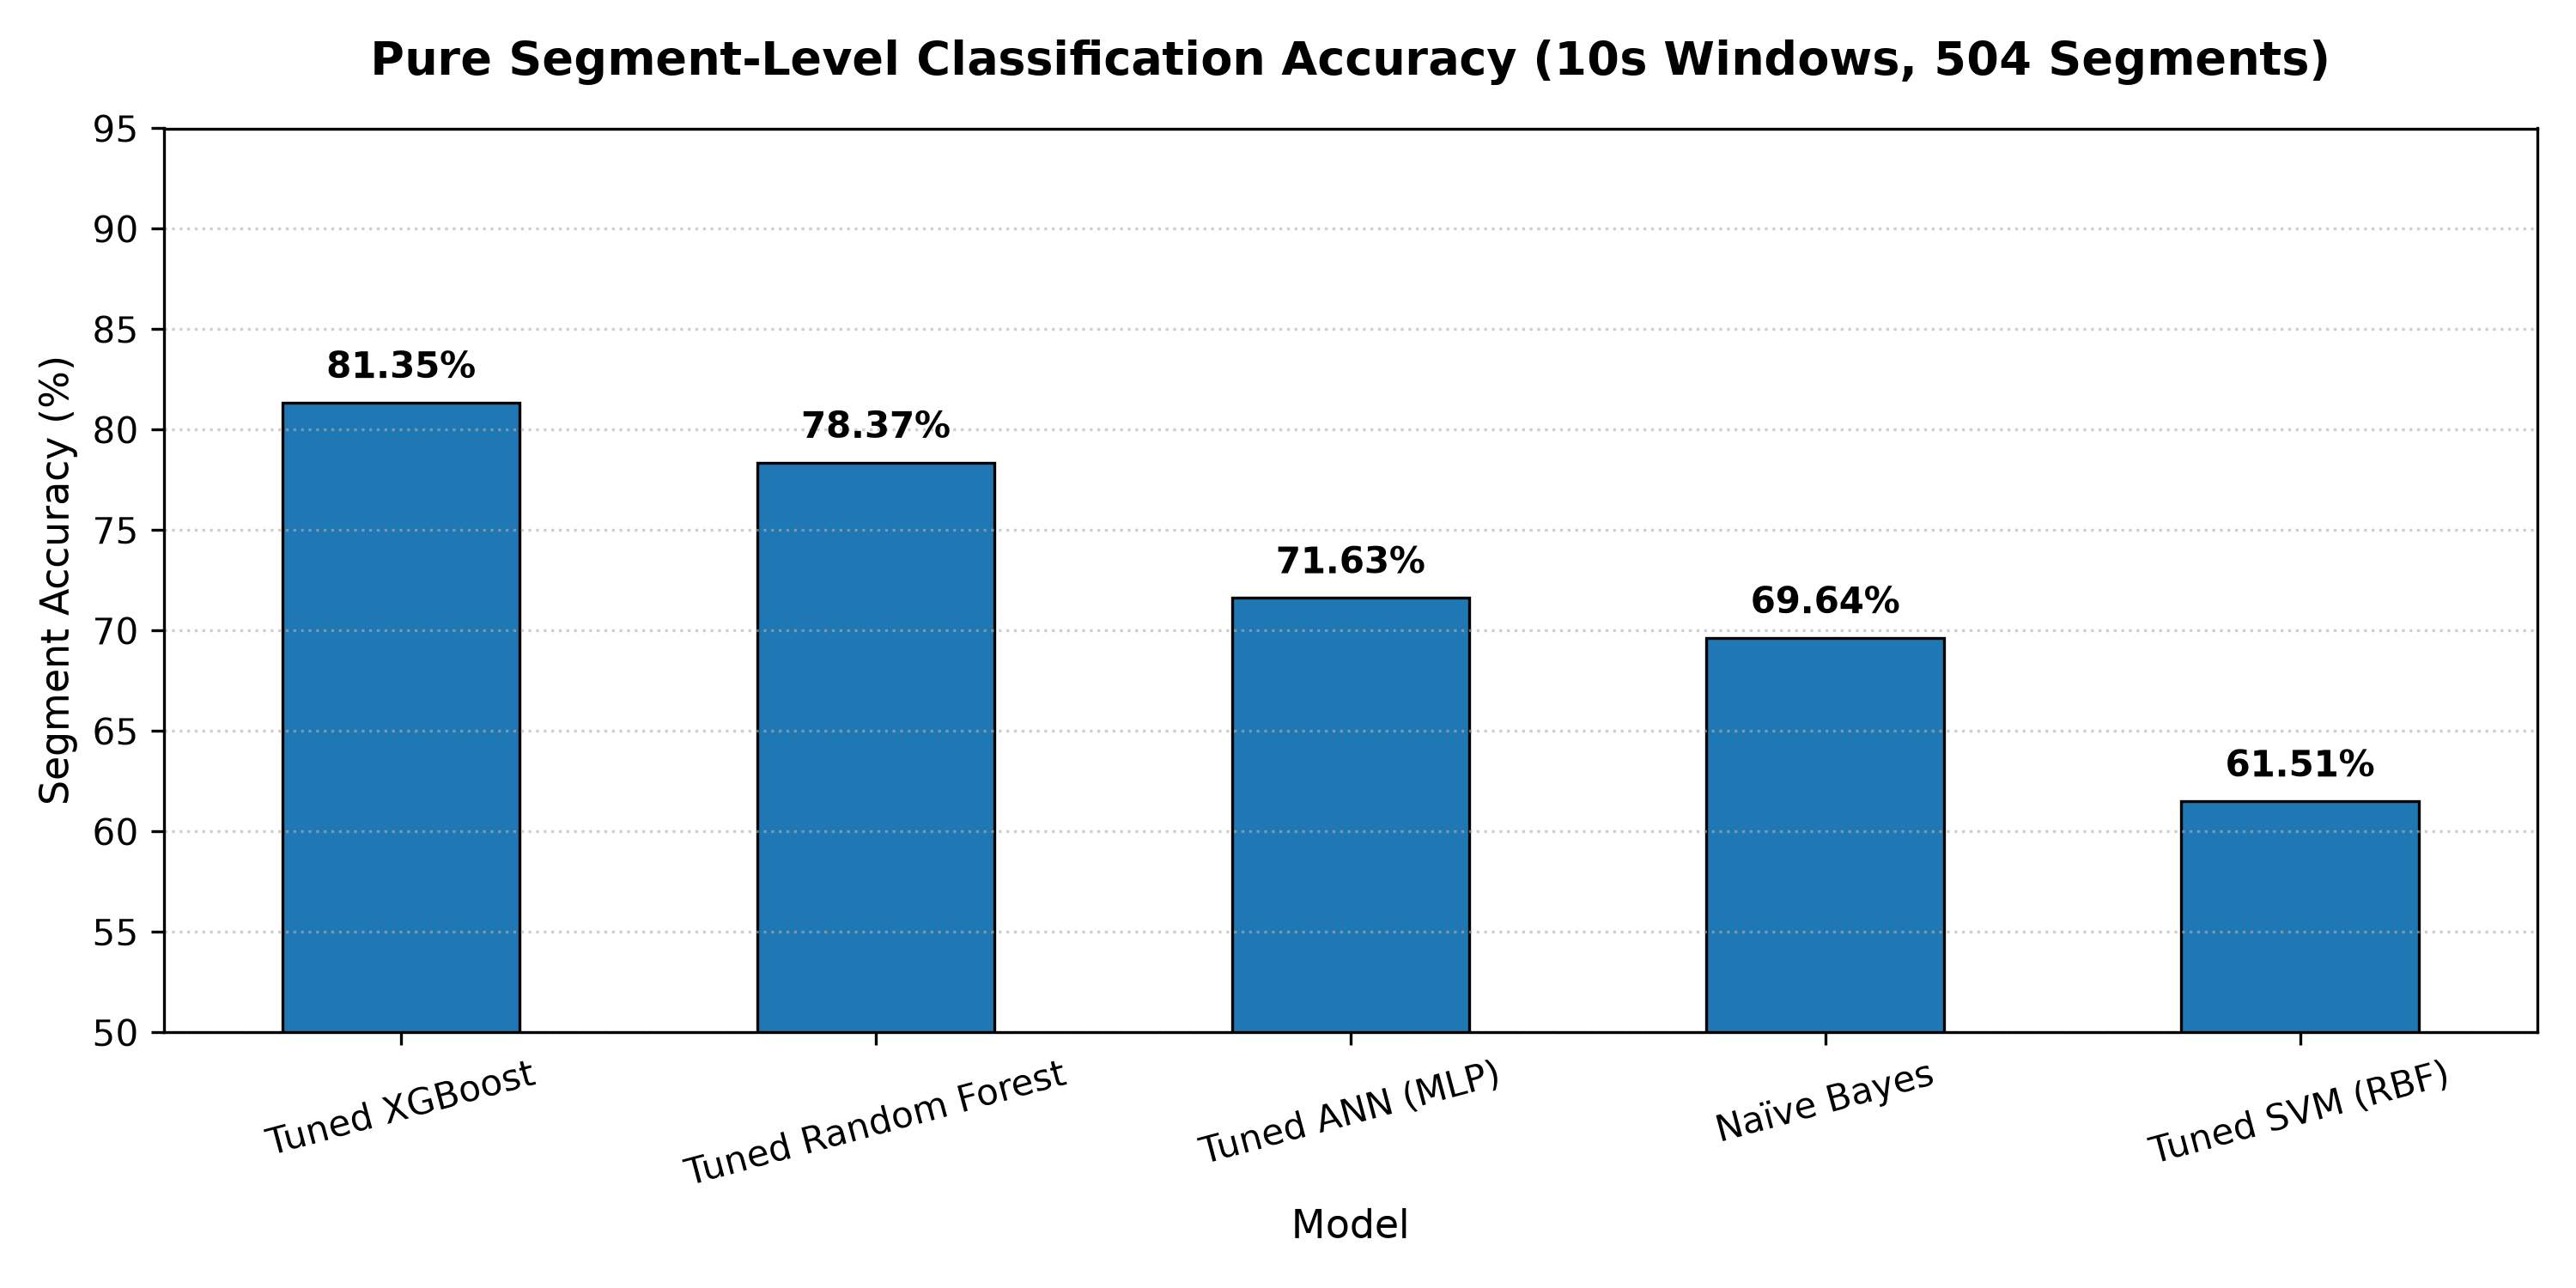 Pure Segment-Level Classification Accuracy (10s Windows, 504 Segments)
Segment Accuracy (%)
95
90
85
80
75
70
65
60
55
50
81.35%
78.37%
71.63%
69.64%
61.51%
Tuned XGBoost
Tuned Random Forest
Tuned ANN (MLP)
Naïve Bayes
Tuned SVM (RBF)
Model